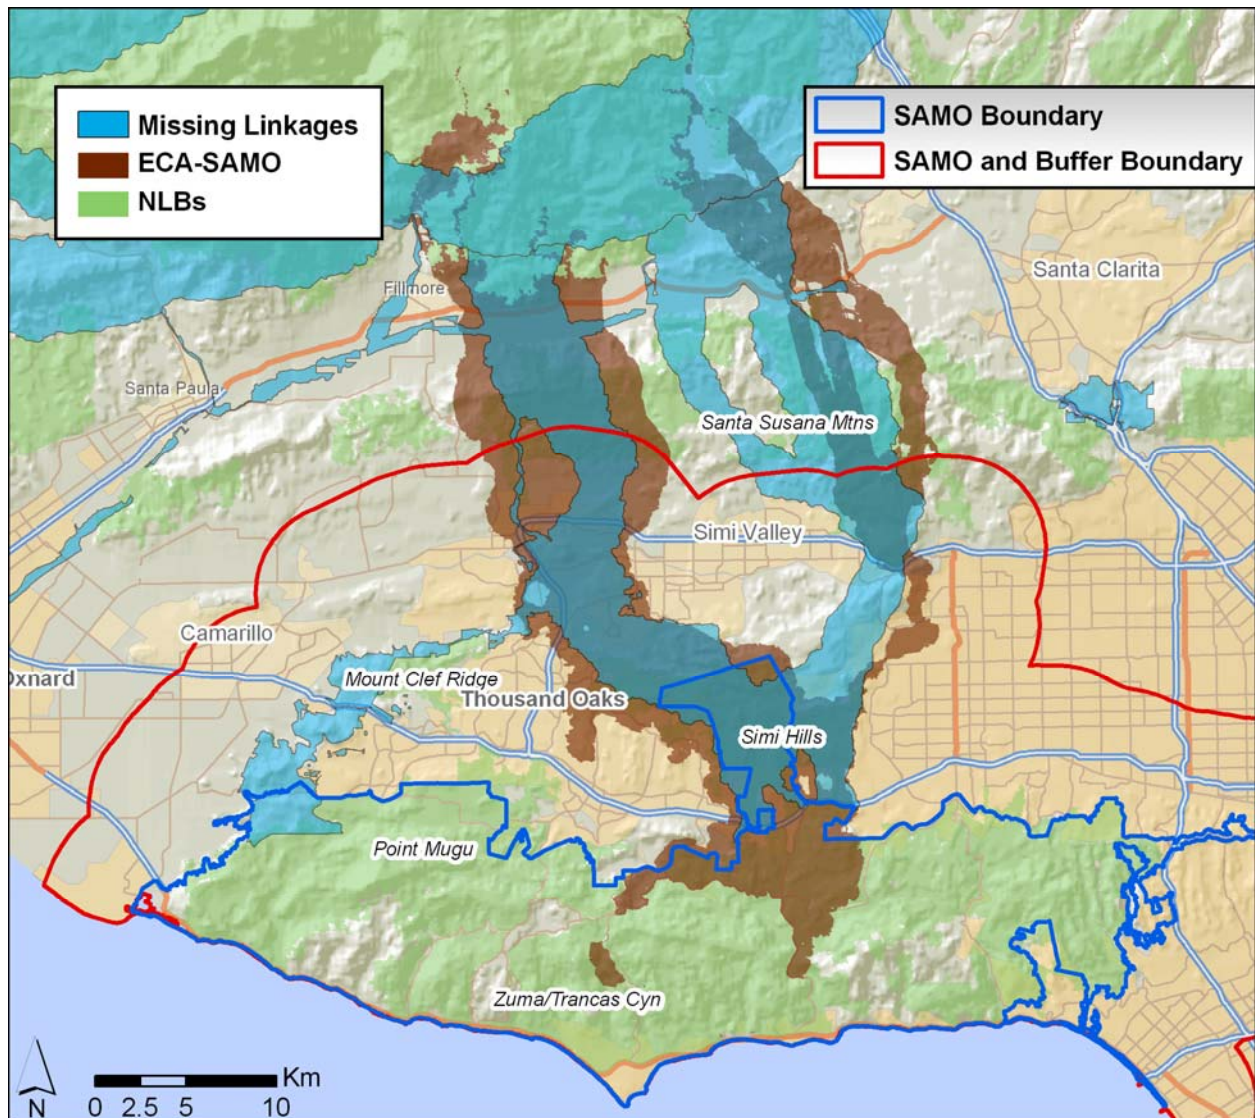 Missing Linkages
ECA-SAMO
NLBs
SAMO Boundary
SAMO and Buffer Boundary
Santa Clarita
Fillmore
Santa Paula
Santa Susana Mtns
Simi Valley
Camarillo
Oxnard
Mount Clef Ridge
Thousand Oaks
Simi Hills
Point Mugu
Zuma/Trancas Cyn
N
Km
0 2.5 5 10